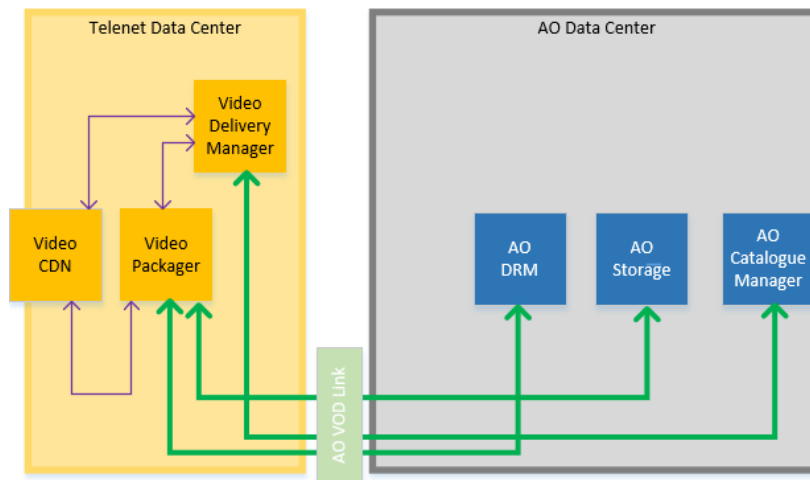 Telenet Data Center
AO Data Center
Video
Delivery
Manager
Video
CDN
Video
Packager
AO
DRM
AO
Storage
AO
Catalogue
Manager
AO VOD Link